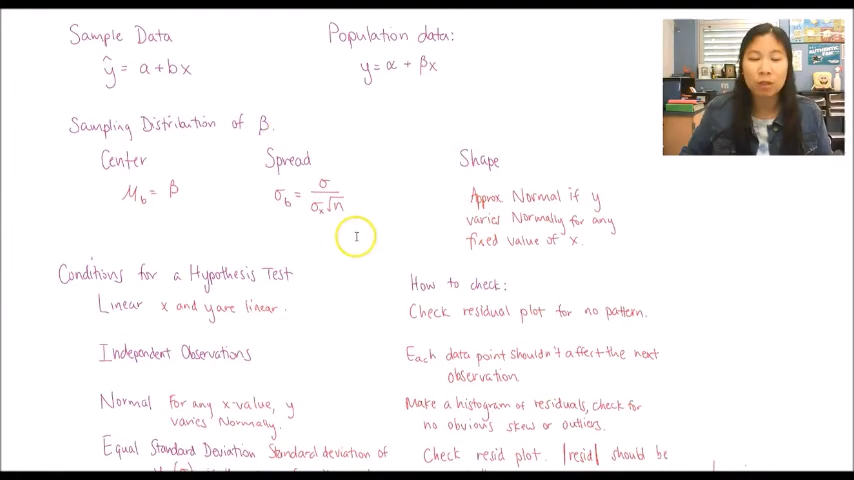 Sample Data
Population data:
ŷ = a + bx
y = α + βx
Sampling Distribution of β.
Center
Spread
Shape
μb = β
σb = σ / σx√n
Approx Normal if y
varies Normally for any
fixed value of x.
Conditions for a Hypothesis Test
How to check:
Linear x and y are linear.
Check residual plot for no pattern.
Independent Observations
Each data point shouldn't affect the next
observation.
Normal For any x-value, y
varies Normally.
Make a histogram of residuals, check for
no obvious skew or outliers.
Equal Standard Deviation Standard deviation of
Check resid plot. |resid| should be
AUTHENTIC